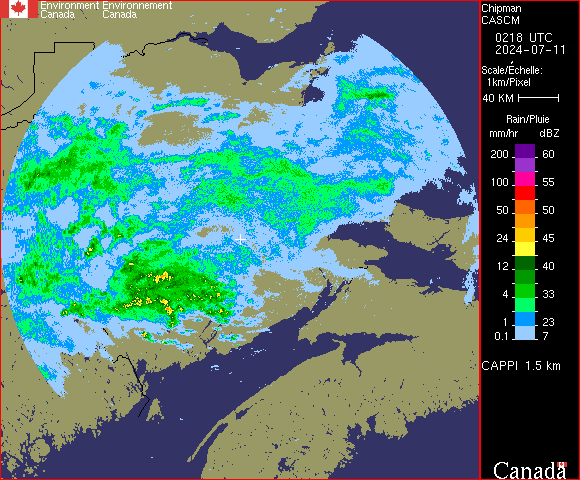 Environment Environnement
Canada Canada
Chipman
CASCM
0218 UTC
2024-07-11
Scale/Échelle:
1km/Pixel
40 KM
Rain/Pluie
mm/hr dBZ
200 60
100 55
50 50
24 45
12 40
4 33
1 23
0.1 7
CAPPI 1.5 km
Canada